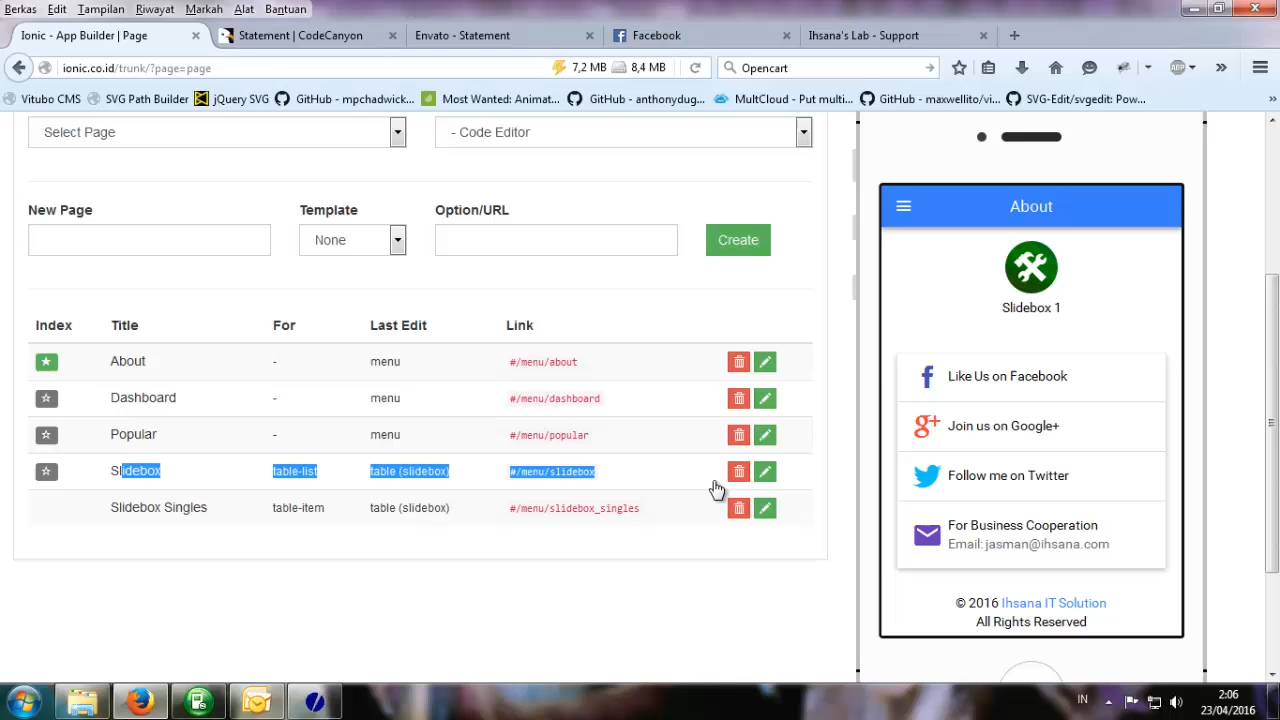 Berkas Edit Tampilan Riwayat Markah Alat Bantuan
Ionic - App Builder | Page Statement | CodeCanyon Envato - Statement Facebook Ihsana's Lab - Support
ionic.co.id/trunk/?page=page 7,2 MB 8,4 MB Opencart ABP
Vitubo CMS SVG Path Builder jQuery SVG GitHub - mpchadwick,... Most Wanted: Animat... GitHub - anthonydug... MultCloud - Put multi... GitHub - maxwellito/vi... SVG-Edit/svgedit: Pow...
Select Page - Code Editor
New Page Template Option/URL
None Create
Index Title For Last Edit Link
About - menu #/menu/about
Dashboard - menu #/menu/dashboard
Popular - menu #/menu/popular
Slidebox table-list table (slidebox) #/menu/slidebox
Slidebox Singles table-item table (slidebox) #/menu/slidebox_singles
About
Slidebox 1
Like Us on Facebook
Join us on Google+
Follow me on Twitter
For Business Cooperation
Email: jasman@ihsana.com
© 2016 Ihsana IT Solution
All Rights Reserved
IN 2:06
23/04/2016